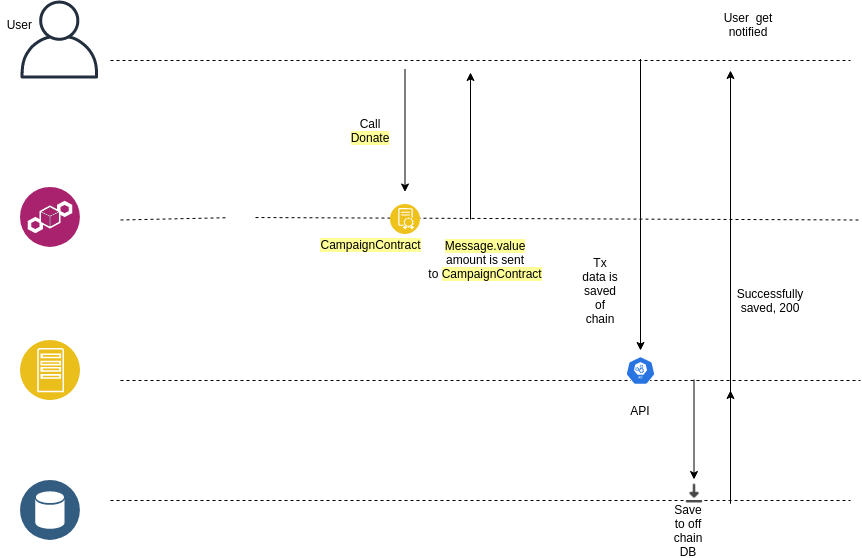 User
User get
notified
Call
Donate
CampaignContract
Message.value
amount is sent
to CampaignContract
Tx
data is
saved
of
chain
Successfully
saved, 200
API
Save
to off
chain
DB